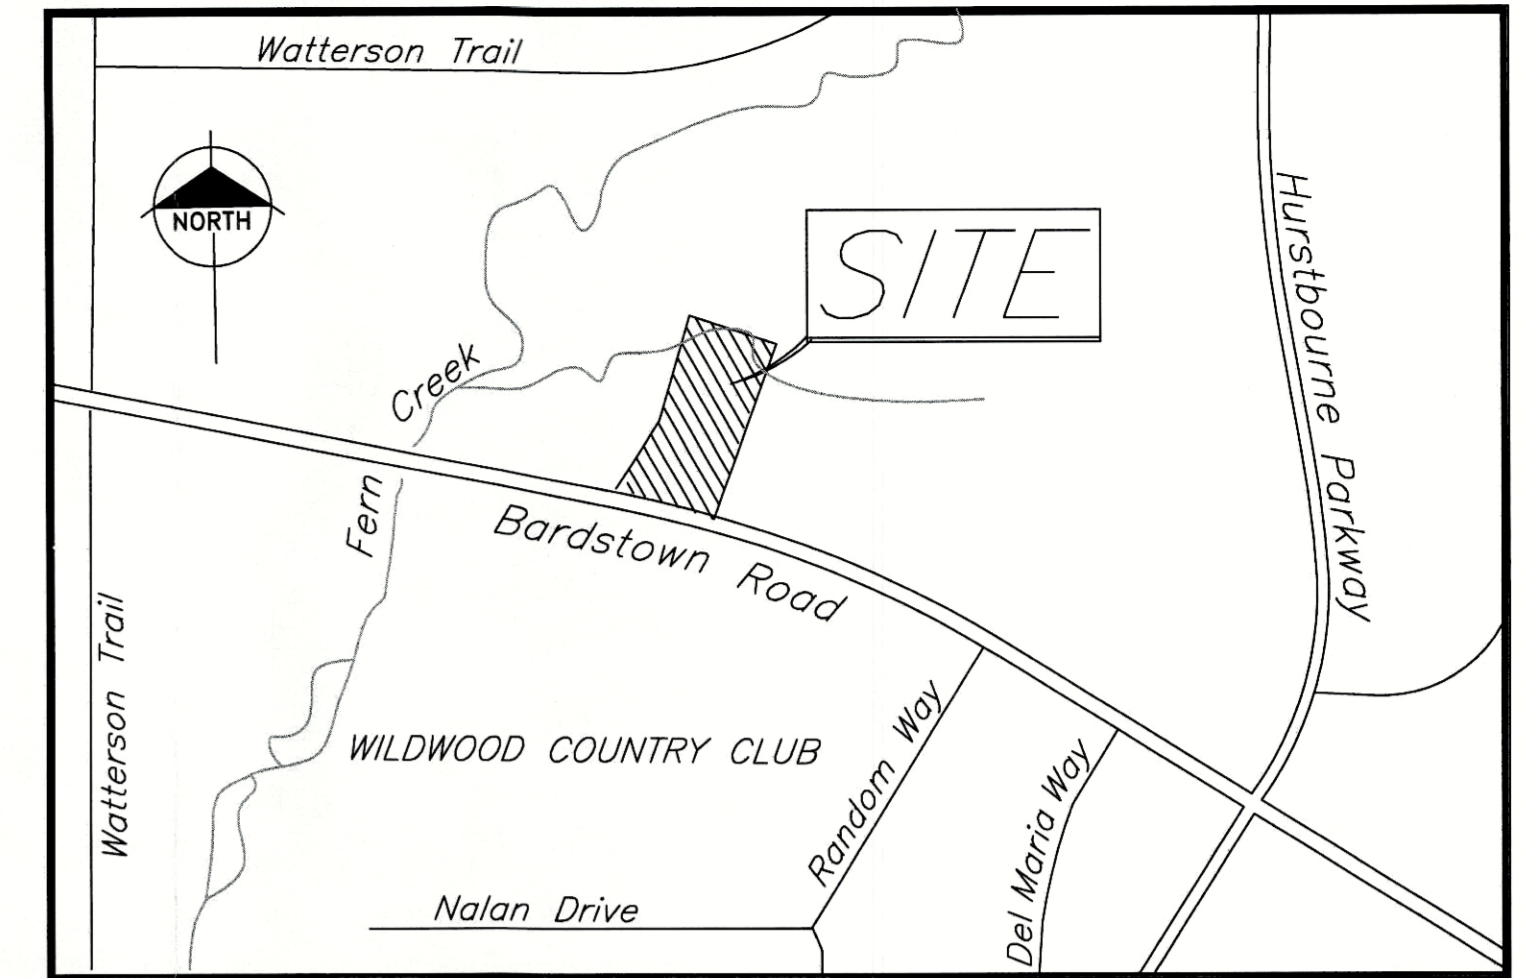 Watterson Trail
NORTH
SITE
Hurstbourne Parkway
Creek
Fern
Bardstown Road
Watterson Trail
WILDWOOD COUNTRY CLUB
Random Way
Del Maria Way
Nalan Drive